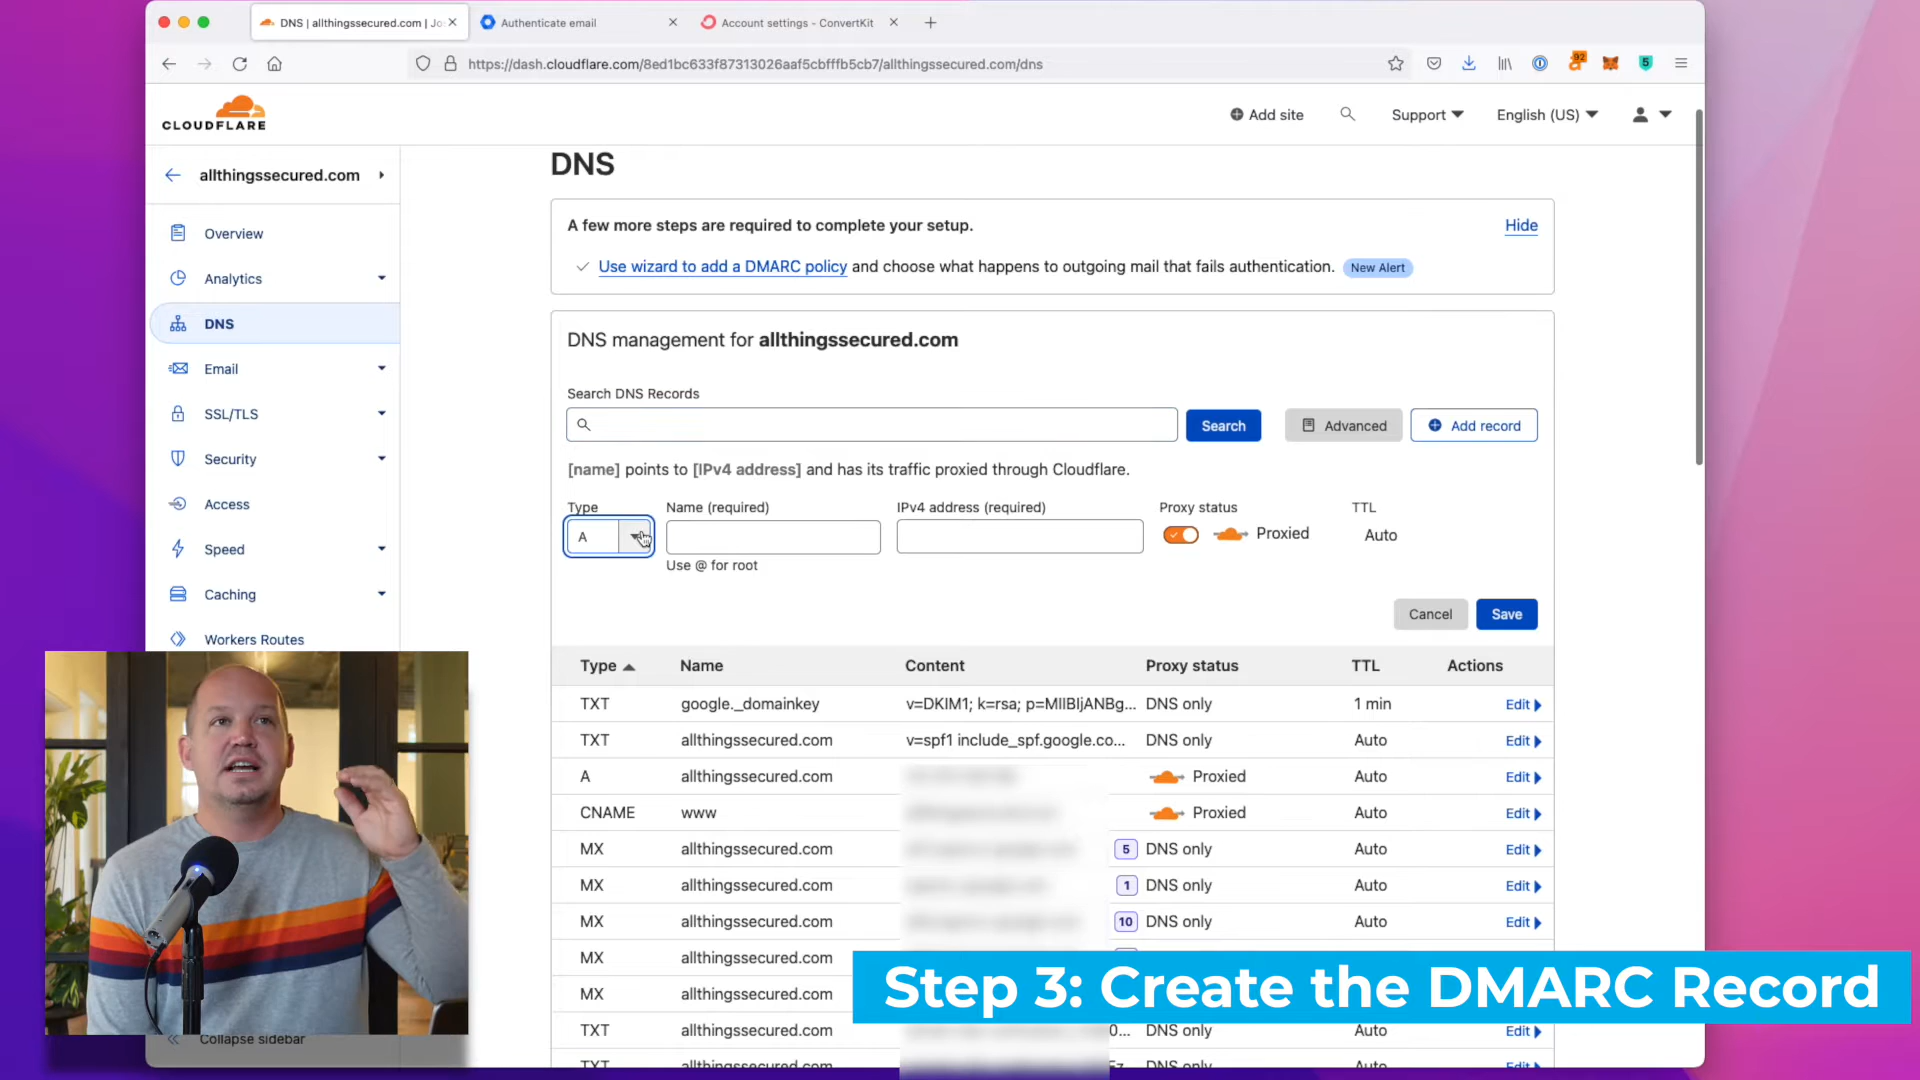 DNS | allthingssecured.com | Jo
Authenticate email
Account settings - ConvertKit
https://dash.cloudflare.com/8ed1bc633f87313026aaf5cbfffb5cb7/allthingssecured.com/dns
92
5
CLOUDFLARE
Add site
Support
English (US)
allthingssecured.com
Overview
Analytics
DNS
Email
SSL/TLS
Security
Access
Speed
Caching
Workers Routes
Collapse sidebar
DNS
A few more steps are required to complete your setup.
Hide
Use wizard to add a DMARC policy and choose what happens to outgoing mail that fails authentication. New Alert
DNS management for allthingssecured.com
Search DNS Records
Search
Advanced
Add record
[name] points to [IPv4 address] and has its traffic proxied through Cloudflare.
Type Name (required) IPv4 address (required) Proxy status TTL
A Proxied Auto
Use @ for root
Cancel Save
Type Name Content Proxy status TTL Actions
TXT google._domainkey v=DKIM1; k=rsa; p=MIIBIjANBg... DNS only 1 min Edit
TXT allthingssecured.com v=spf1 include_spf.google.co... DNS only Auto Edit
A allthingssecured.com Proxied Auto Edit
CNAME www Proxied Auto Edit
MX allthingssecured.com 5 DNS only Auto Edit
MX allthingssecured.com 1 DNS only Auto Edit
MX allthingssecured.com 10 DNS only Auto Edit
MX allthingssecured.com
MX allthingssecured.com
Step 3: Create the DMARC Record
TXT allthingssecured.com DNS only Auto Edit
TXT allthingssecured.com DNS only Auto Edit